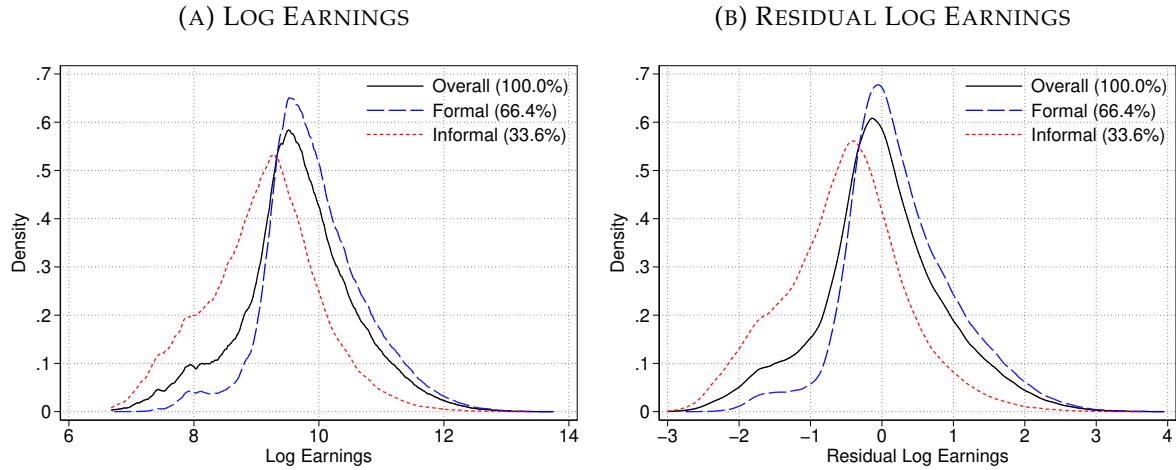 (A) LOG EARNINGS
.7
.6
.5
.4
.3
.2
.1
0
Density
6 8 10 12 14
Log Earnings
Overall (100.0%)
Formal (66.4%)
Informal (33.6%)
(B) RESIDUAL LOG EARNINGS
.7
.6
.5
.4
.3
.2
.1
0
Density
-3 -2 -1 0 1 2 3 4
Residual Log Earnings
Overall (100.0%)
Formal (66.4%)
Informal (33.6%)